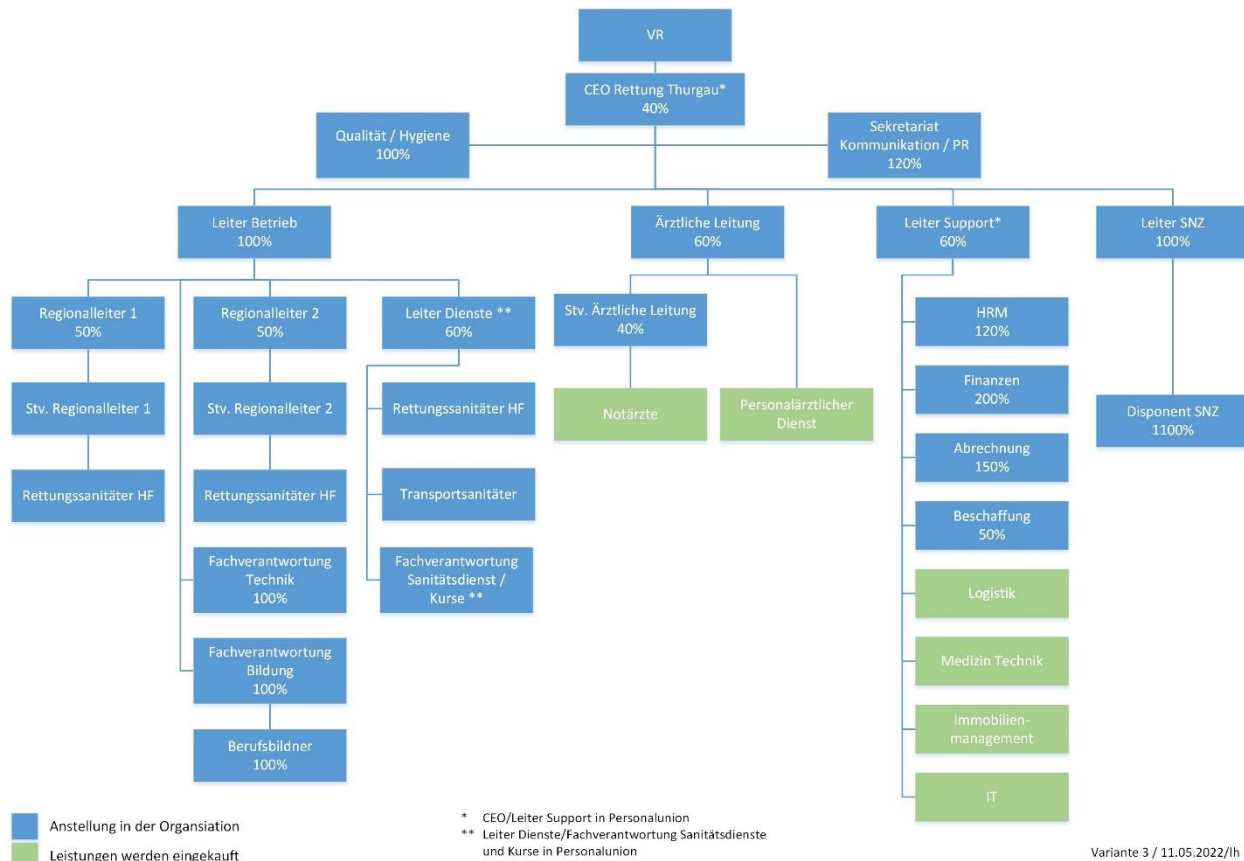 VR
CEO Rettung Thurgau*
40%
Qualität / Hygiene
100%
Sekretariat
Kommunikation / PR
120%
Leiter Betrieb
100%
Ärztliche Leitung
60%
Leiter Support*
60%
Leiter SNZ
100%
Regionalleiter 1
50%
Regionalleiter 2
50%
Leiter Dienste **
60%
Stv. Ärztliche Leitung
40%
HRM
120%
Stv. Regionalleiter 1
Stv. Regionalleiter 2
Rettungssanitäter HF
Notärzte
Personalärztlicher
Dienst
Finanzen
200%
Disponent SNZ
1100%
Rettungssanitäter HF
Rettungssanitäter HF
Transportsanitäter
Abrechnung
150%
Beschaffung
50%
Fachverantwortung
Technik
100%
Fachverantwortung
Sanitätsdienst /
Kurse **
Logistik
Fachverantwortung
Bildung
100%
Medizin Technik
Berufsbildner
100%
Immobilien-
management
IT
Anstellung in der Organsiation
Leistungen werden eingekauft
* CEO/Leiter Support in Personalunion
** Leiter Dienste/Fachverantwortung Sanitätsdienste
und Kurse in Personalunion
Variante 3 / 11.05.2022/lh